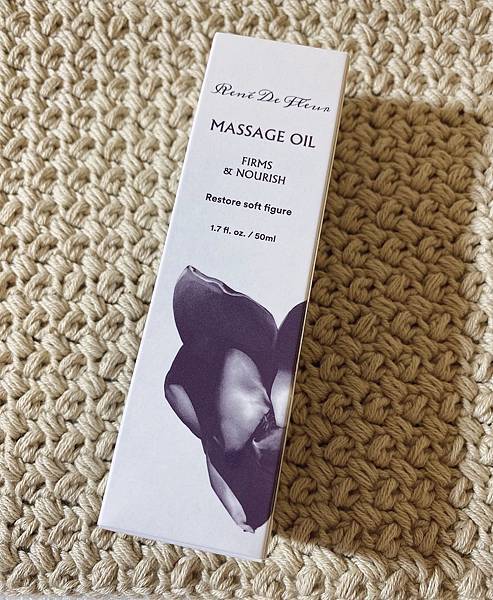 René De Fleur
MASSAGE OIL
FIRMS
& NOURISH
Restore soft figure
1.7 fl. oz. / 50ml